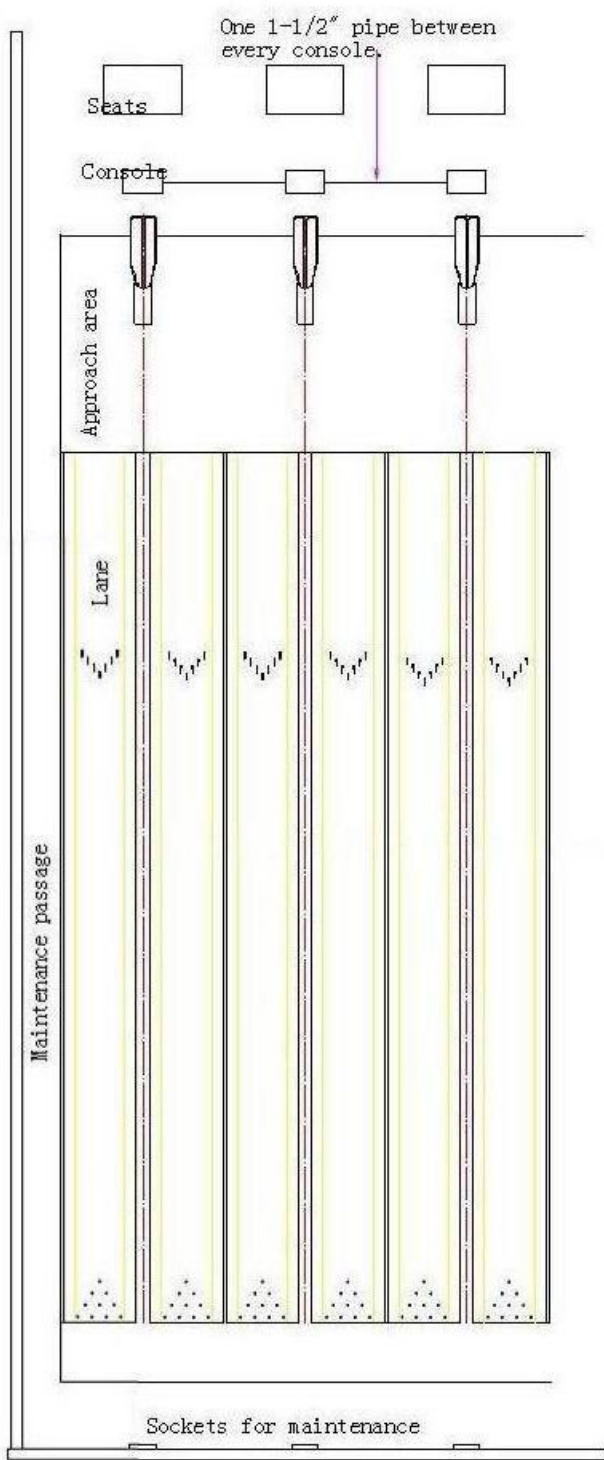 One 1-1/2" pipe between
every console
Seats
Console
Approach area
Lane
Maintenance passage
Sockets for maintenance